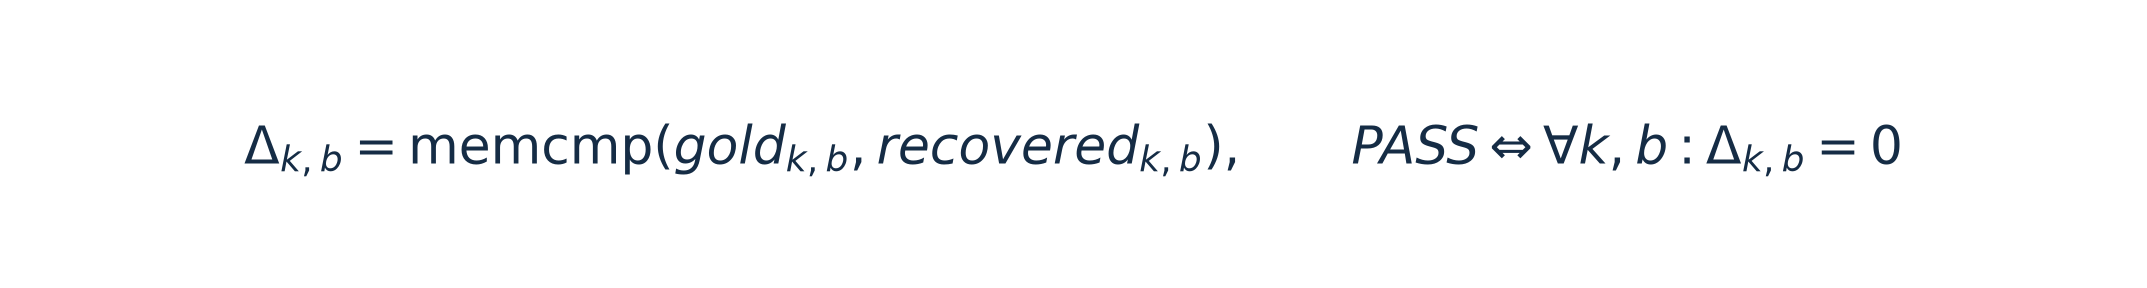 Δ_{k,b} = memcmp(gold_{k,b}, recovered_{k,b}),  PASS ⇔ ∀k, b : Δ_{k,b} = 0